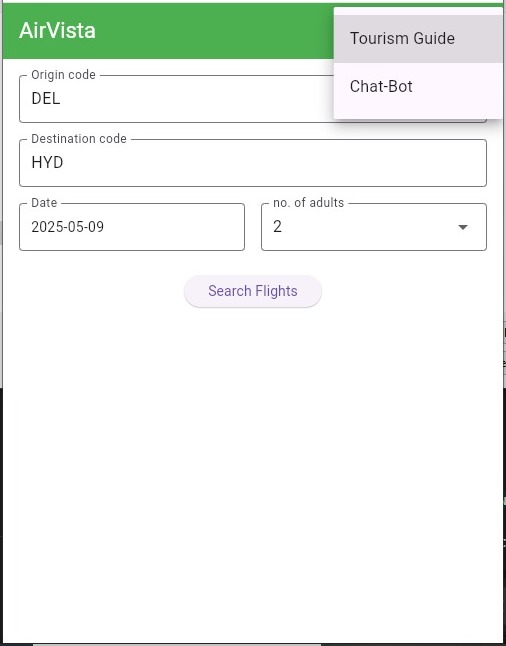 AirVista
Tourism Guide
Chat-Bot
Origin code
DEL
Destination code
HYD
Date
2025-05-09
no. of adults
2
Search Flights